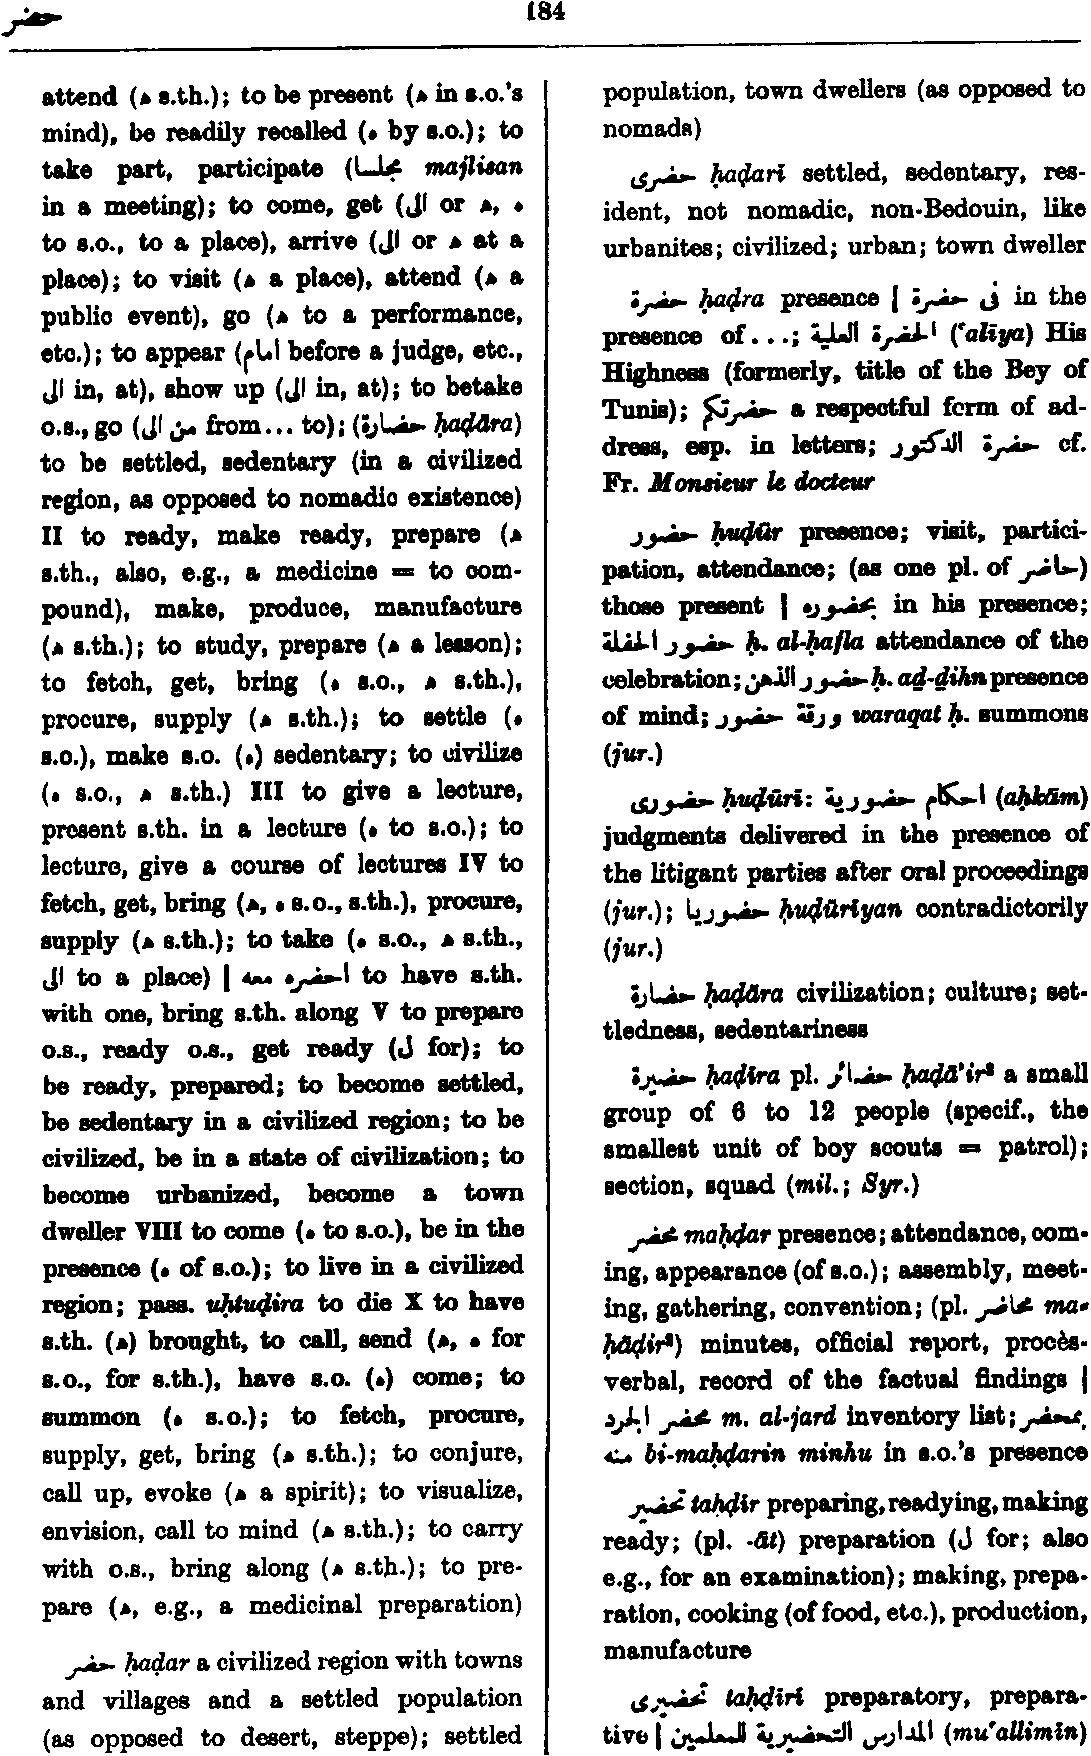 حضر
184
attend (ه s.th.); to be present (ه in s.o.'s
mind), be readily recalled (ه by s.o.); to
take part, participate (مجلسا majlisan
in a meeting); to come, get (الى or ه, ه
to s.o., to a place), arrive (الى or ه at a
place); to visit (ه a place), attend (ه a
public event), go (ه to a performance,
etc.); to appear (امام before a judge, etc.,
الى in, at), show up (الى in, at); to betake
o.s., go (من الى from... to); (حضارة ḥaḍāra)
to be settled, sedentary (in a civilized
region, as opposed to nomadic existence)
II to ready, make ready, prepare (ه
s.th., also, e.g., a medicine = to com-
pound), make, produce, manufacture
(ه s.th.); to study, prepare (ه a lesson);
to fetch, get, bring (ه s.o., ه s.th.),
procure, supply (ه s.th.); to settle (ه
s.o.), make s.o. (ه) sedentary; to civilize
(ه s.o., ه s.th.) III to give a lecture,
present s.th. in a lecture (ه to s.o.); to
lecture, give a course of lectures IV to
fetch, get, bring (ه, ه s.o., s.th.), procure,
supply (ه s.th.); to take (ه s.o., ه s.th.,
الى to a place) | احضره معه to have s.th.
with one, bring s.th. along V to prepare
o.s., ready o.s., get ready (ل for); to
be ready, prepared; to become settled,
be sedentary in a civilized region; to be
civilized, be in a state of civilization; to
become urbanized, become a town
dweller VIII to come (ه to s.o.), be in the
presence (ه of s.o.); to live in a civilized
region; pass. uḥtuḍira to die X to have
s.th. (ه) brought, to call, send (ه, ه for
s.o., for s.th.), have s.o. (ه) come; to
summon (ه s.o.); to fetch, procure,
supply, get, bring (ه s.th.); to conjure,
call up, evoke (ه a spirit); to visualize,
envision, call to mind (ه s.th.); to carry
with o.s., bring along (ه s.th.); to pre-
pare (ه, e.g., a medicinal preparation)
حضر ḥaḍar a civilized region with towns
and villages and a settled population
(as opposed to desert, steppe); settled
population, town dwellers (as opposed to
nomads)
حضرى ḥaḍarī settled, sedentary, res-
ident, not nomadic, non-Bedouin, like
urbanites; civilized; urban; town dweller
حضرة ḥaḍra presence | فى حضرة in the
presence of...; الحضرة العلية (ʿalīya) His
Highness (formerly, title of the Bey of
Tunis); حضرتكم a respectful form of ad-
dress, esp. in letters; حضرة الدكتور cf.
Fr. Monsieur le docteur
حضور ḥuḍūr presence; visit, partici-
pation, attendance; (as one pl. of حاضر)
those present | بحضوره in his presence;
حضور الحفلة ḥ. al-ḥafla attendance of the
celebration; حضور الذهن ḥ. aḏ-ḏihn presence
of mind; ورقة حضور waraqat ḥ. summons
(jur.)
حضورى ḥuḍūrī: احكام حضورية (aḥkām)
judgments delivered in the presence of
the litigant parties after oral proceedings
(jur.); حضوريا ḥuḍūrīyan contradictorily
(jur.)
حضارة ḥaḍāra civilization; culture; set-
tledness, sedentariness
حضيرة ḥaḍīra pl. حضائر ḥaḍāʾir² a small
group of 6 to 12 people (specif., the
smallest unit of boy scouts = patrol);
section, squad (mil.; Syr.)
محضر maḥḍar presence; attendance, com-
ing, appearance (of s.o.); assembly, meet-
ing, gathering, convention; (pl. محاضر ma-
ḥāḍir²) minutes, official report, procès-
verbal, record of the factual findings |
محضر الجرد m. al-jard inventory list; بمحضر
منه bi-maḥḍarin minhu in s.o.'s presence
تحضير taḥḍīr preparing, readying, making
ready; (pl. -āt) preparation (ل for; also
e.g., for an examination); making, prepa-
ration, cooking (of food, etc.), production,
manufacture
تحضيرى taḥḍīrī preparatory, prepara-
tive | المدارس التحضيرية للمعلمين (muʿallimīn)